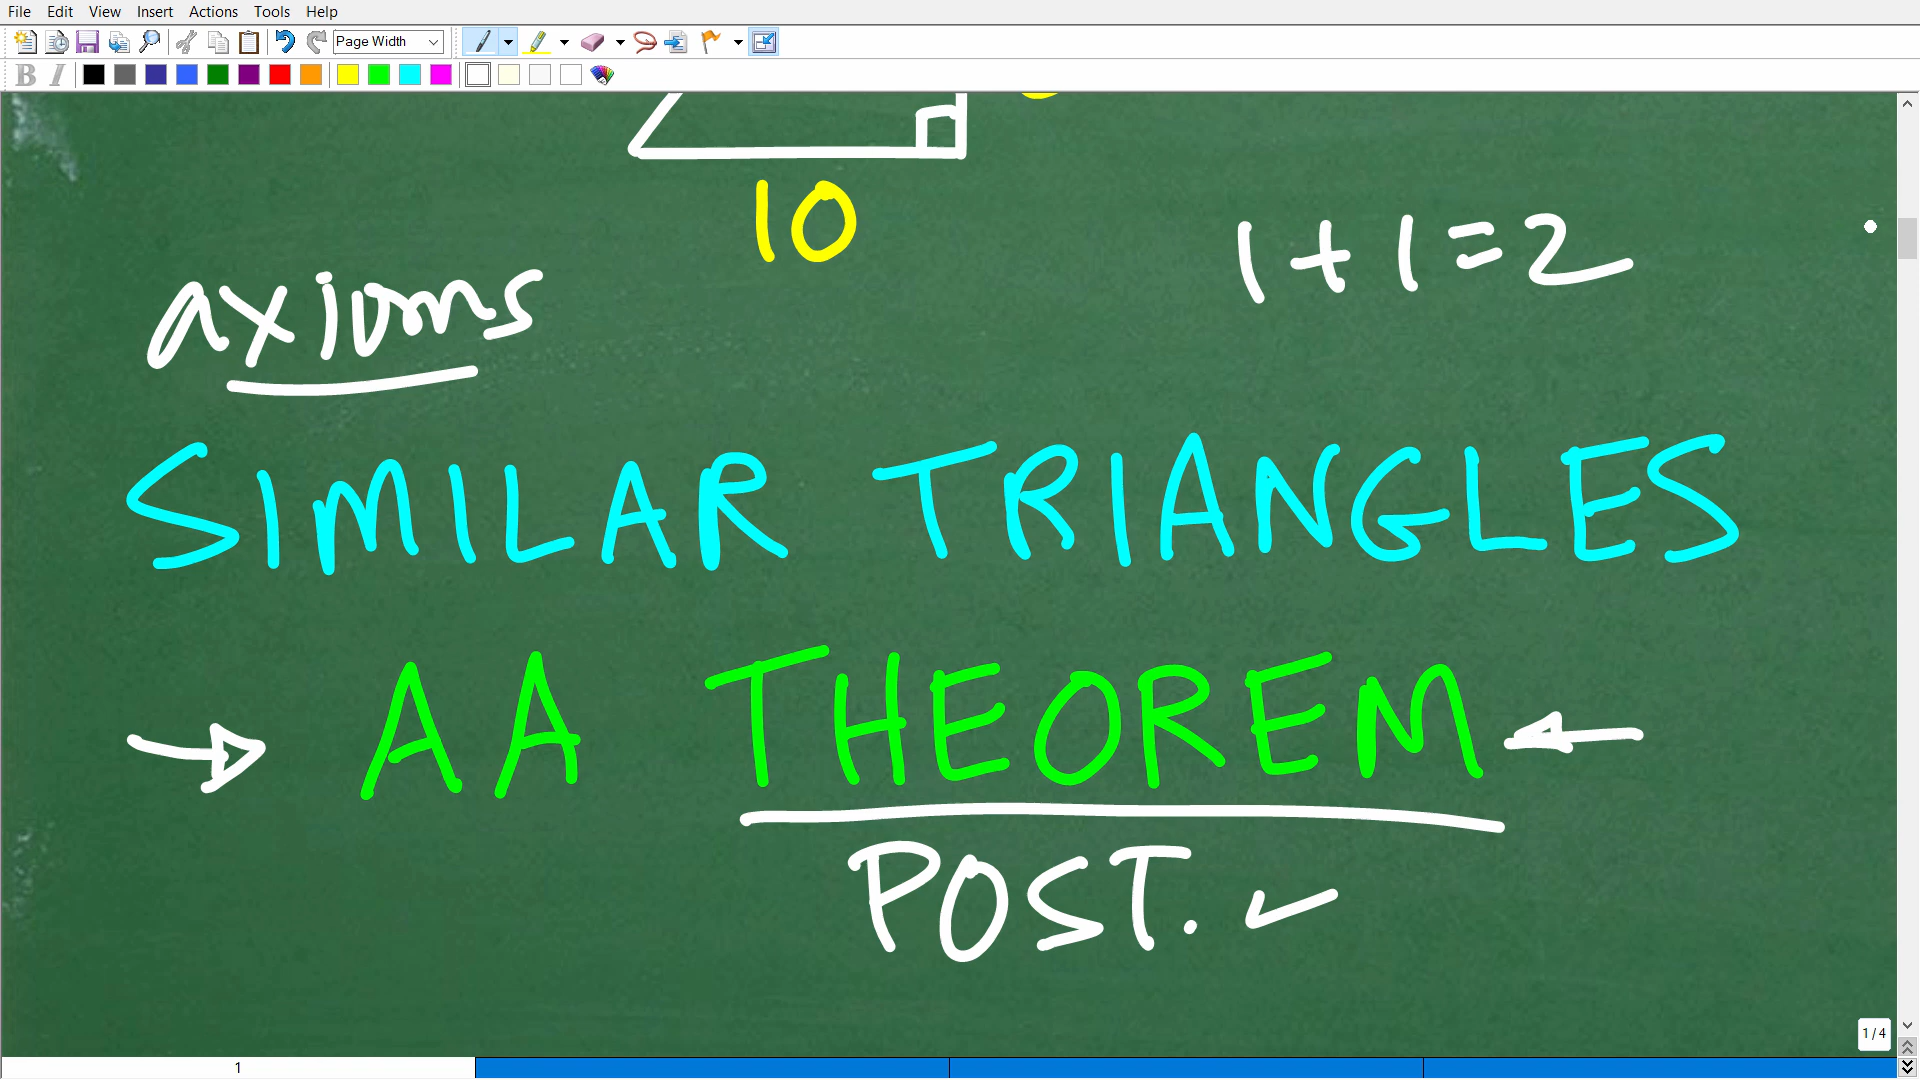 File Edit View Insert Actions Tools Help
Page Width
B I
10
1+1=2
axioms
SIMILAR TRIANGLES
AA THEOREM
POST.
1 / 4
1